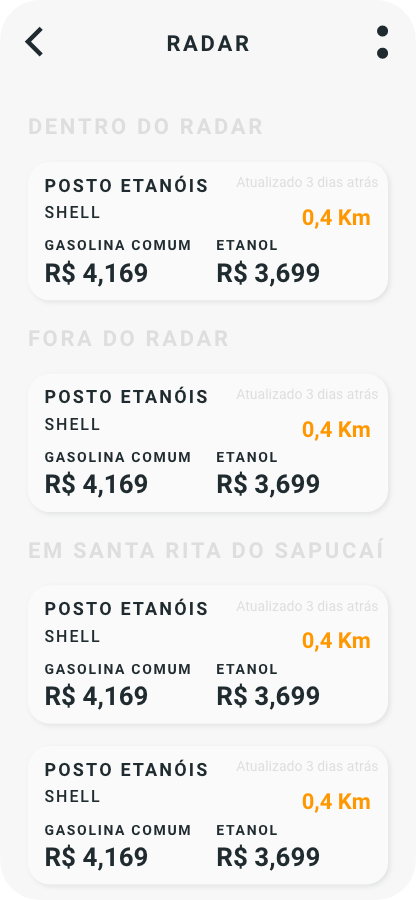 RADAR
DENTRO DO RADAR
POSTO ETANÓIS
Atualizado 3 dias atrás
SHELL
0,4 Km
GASOLINA COMUM ETANOL
R$ 4,169 R$ 3,699
FORA DO RADAR
POSTO ETANÓIS
Atualizado 3 dias atrás
SHELL
0,4 Km
GASOLINA COMUM ETANOL
R$ 4,169 R$ 3,699
EM SANTA RITA DO SAPUCAÍ
POSTO ETANÓIS
Atualizado 3 dias atrás
SHELL
0,4 Km
GASOLINA COMUM ETANOL
R$ 4,169 R$ 3,699
POSTO ETANÓIS
Atualizado 3 dias atrás
SHELL
0,4 Km
GASOLINA COMUM ETANOL
R$ 4,169 R$ 3,699